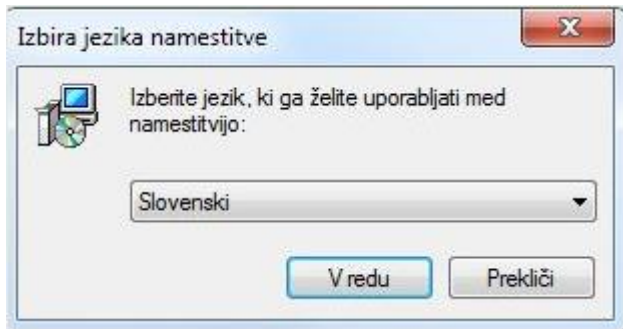 Izbira jezika namestitve
Izberite jezik, ki ga želite uporabljati med
namestitvijo:
Slovenski
V redu
Prekliči